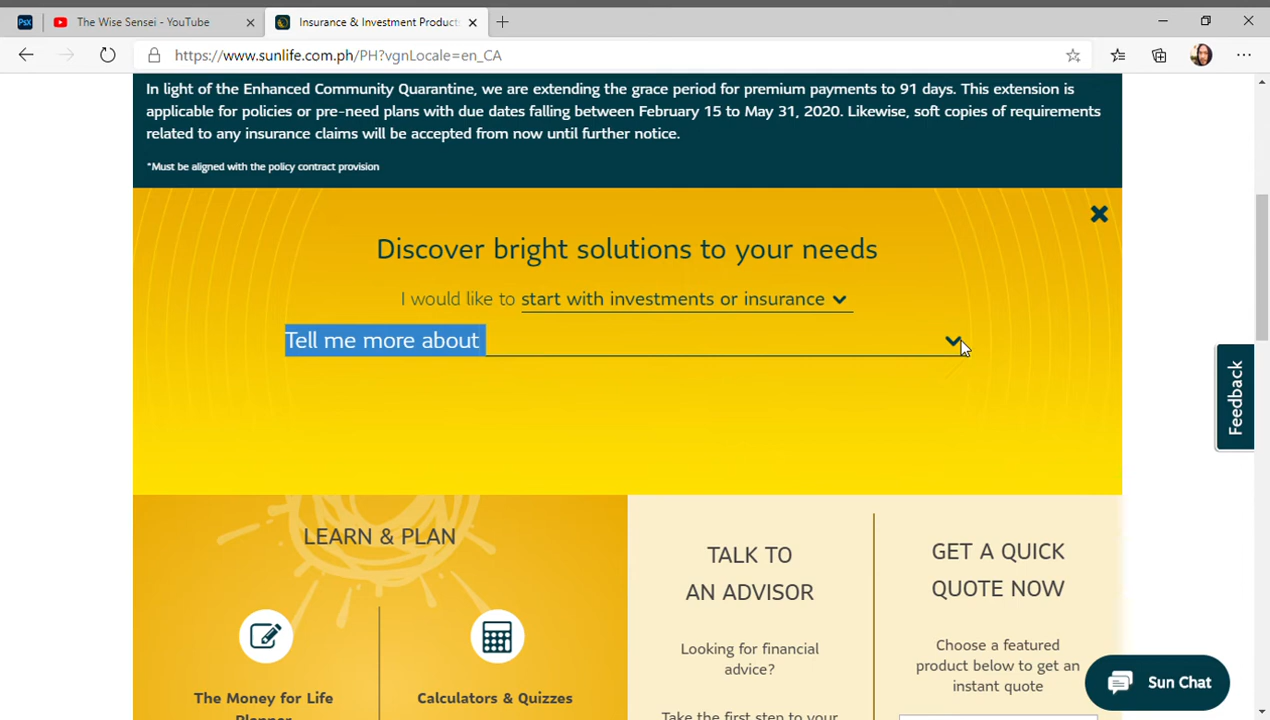 The Wise Sensei - YouTube
Insurance & Investment Products
https://www.sunlife.com.ph/PH?vgnLocale=en_CA
In light of the Enhanced Community Quarantine, we are extending the grace period for premium payments to 91 days. This extension is
applicable for policies or pre-need plans with due dates falling between February 15 to May 31, 2020. Likewise, soft copies of requirements
related to any insurance claims will be accepted from now until further notice.
*Must be aligned with the policy contract provision
Discover bright solutions to your needs
I would like to start with investments or insurance
Tell me more about
Feedback
LEARN & PLAN
The Money for Life
Planner
Calculators & Quizzes
TALK TO
AN ADVISOR
Looking for financial
advice?
Take the first step to your
GET A QUICK
QUOTE NOW
Choose a featured
product below to get an
instant quote
Sun Chat